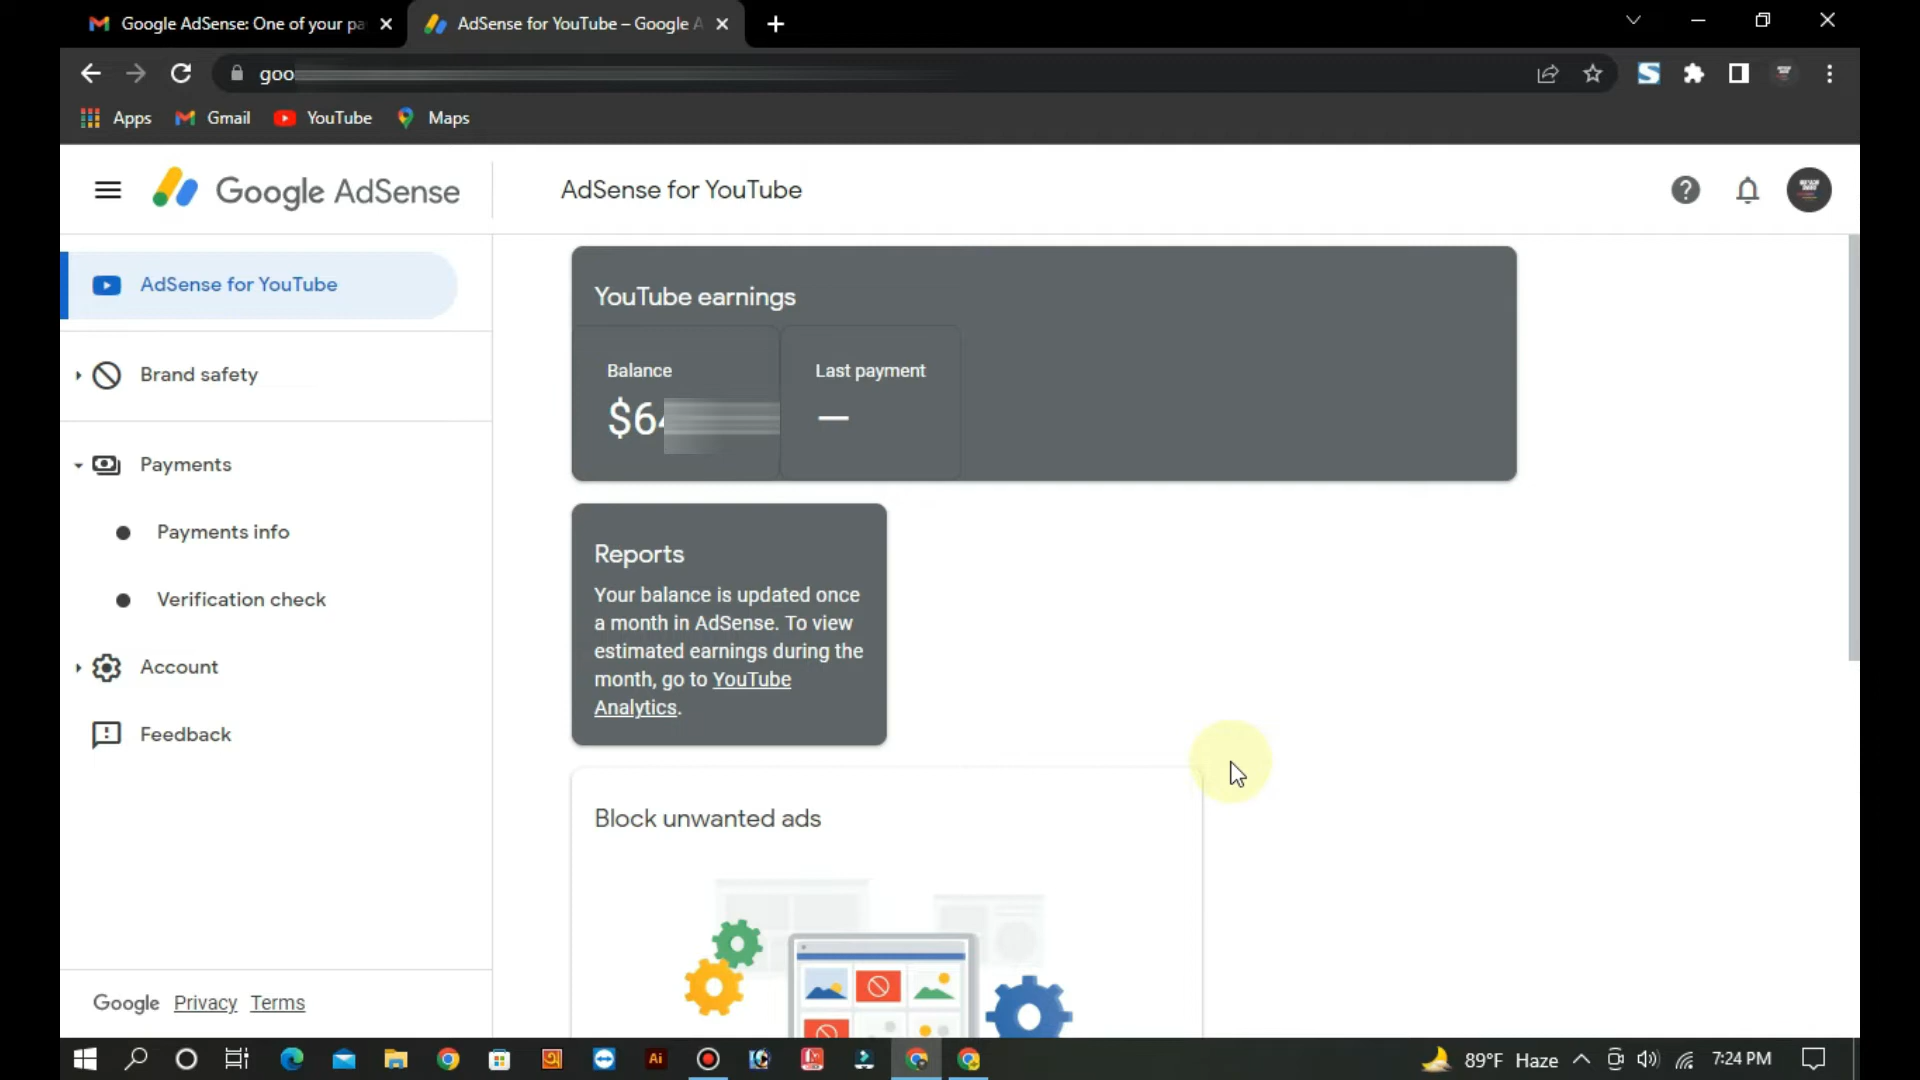 Google AdSense: One of your pa
AdSense for YouTube – Google A
goo
Apps
Gmail
YouTube
Maps
Google AdSense
AdSense for YouTube
AdSense for YouTube
Brand safety
Payments
Payments info
Verification check
Account
Feedback
Google Privacy Terms
YouTube earnings
Balance
Last payment
$64
—
Reports
Your balance is updated once
a month in AdSense. To view
estimated earnings during the
month, go to YouTube
Analytics.
Block unwanted ads
Ai
89°F Haze
7:24 PM